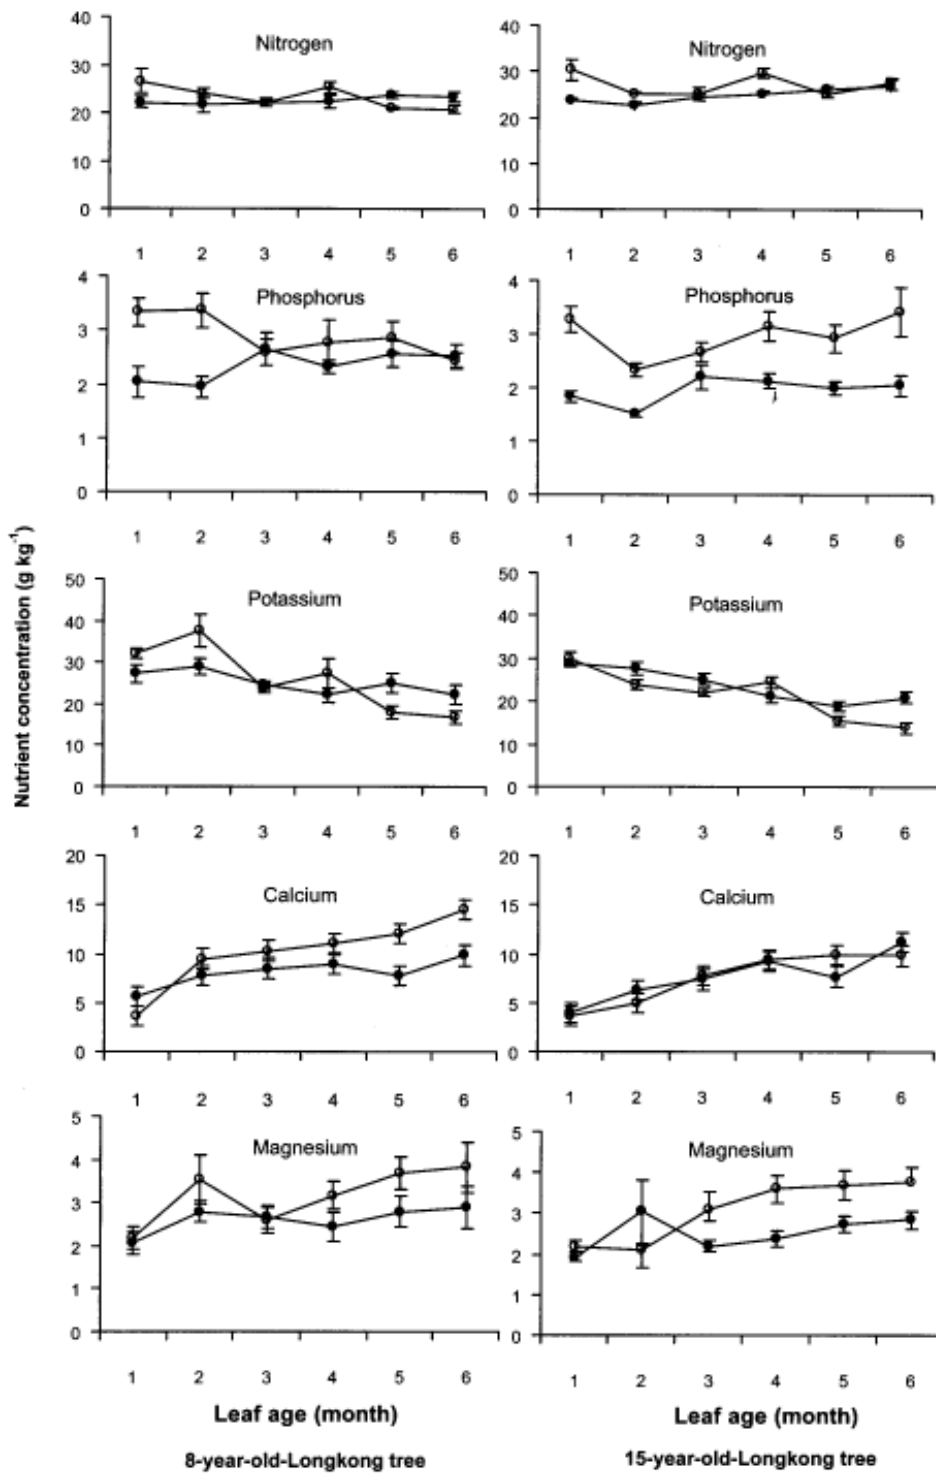 Nutrient concentration (g kg-1)
Nitrogen
40
30
20
10
0
1 2 3 4 5 6
Nitrogen
40
30
20
10
0
1 2 3 4 5 6
Phosphorus
4
3
2
1
0
1 2 3 4 5 6
Phosphorus
4
3
2
1
0
1 2 3 4 5 6
Potassium
50
40
30
20
10
0
1 2 3 4 5 6
Potassium
50
40
30
20
10
0
1 2 3 4 5 6
Calcium
20
15
10
5
0
1 2 3 4 5 6
Calcium
20
15
10
5
0
1 2 3 4 5 6
Magnesium
5
4
3
2
1
0
1 2 3 4 5 6
Leaf age (month)
8-year-old-Longkong tree
Magnesium
5
4
3
2
1
0
1 2 3 4 5 6
Leaf age (month)
15-year-old-Longkong tree